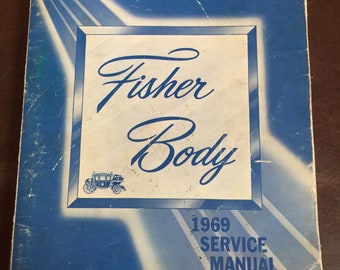 Fisher
Body
1969
SERVICE
MANUAL